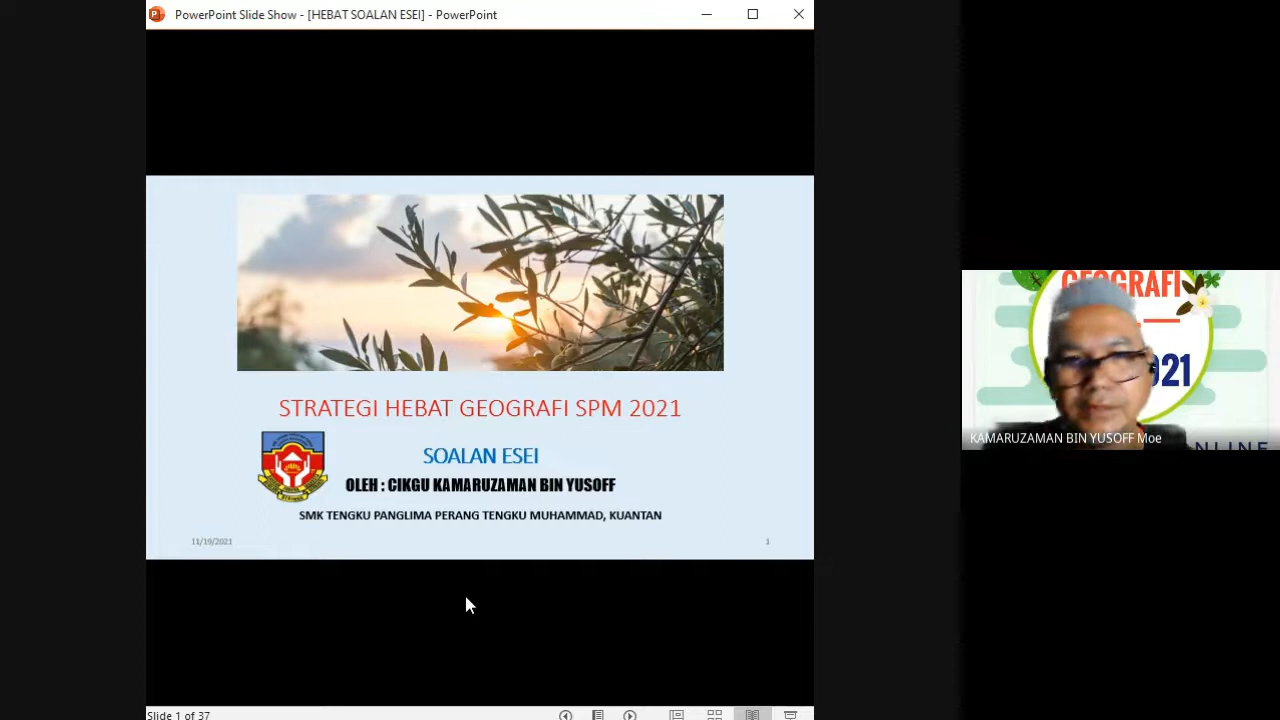 PowerPoint Slide Show - [HEBAT SOALAN ESEI] - PowerPoint
STRATEGI HEBAT GEOGRAFI SPM 2021
SOALAN ESEI
OLEH : CIKGU KAMARUZAMAN BIN YUSOFF
SMK TENGKU PANGLIMA PERANG TENGKU MUHAMMAD, KUANTAN
11/19/2021
1
Slide 1 of 37
GEOGRAFI
021
KAMARUZAMAN BIN YUSOFF Moe
NLINE